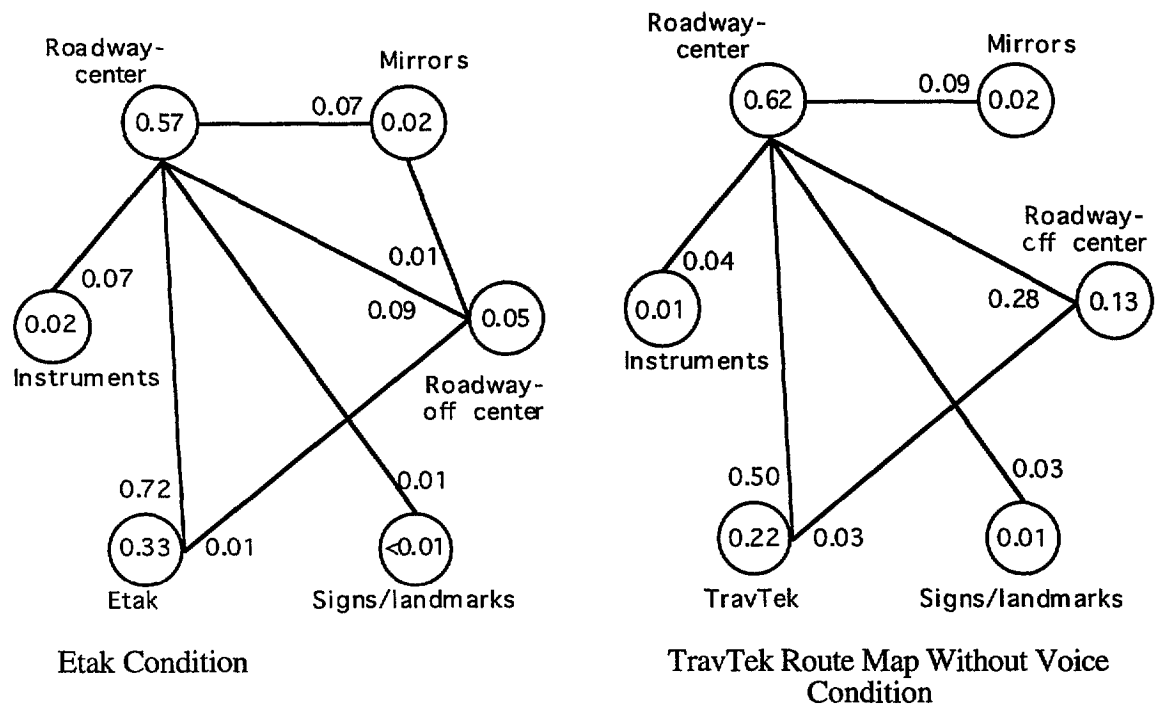 Roadway-
center
Mirrors
0.57
0.07
0.02
0.01
0.07
0.09
0.02
0.05
Instruments
Roadway-
off center
0.72
0.01
0.33
0.01
<0.01
Etak
Signs/landmarks
Etak Condition
Roadway-
center
Mirrors
0.62
0.09
0.02
Roadway-
cff center
0.04
0.28
0.01
0.13
Instruments
0.50
0.03
0.22
0.03
0.01
TravTek
Signs/landmarks
TravTek Route Map Without Voice
Condition